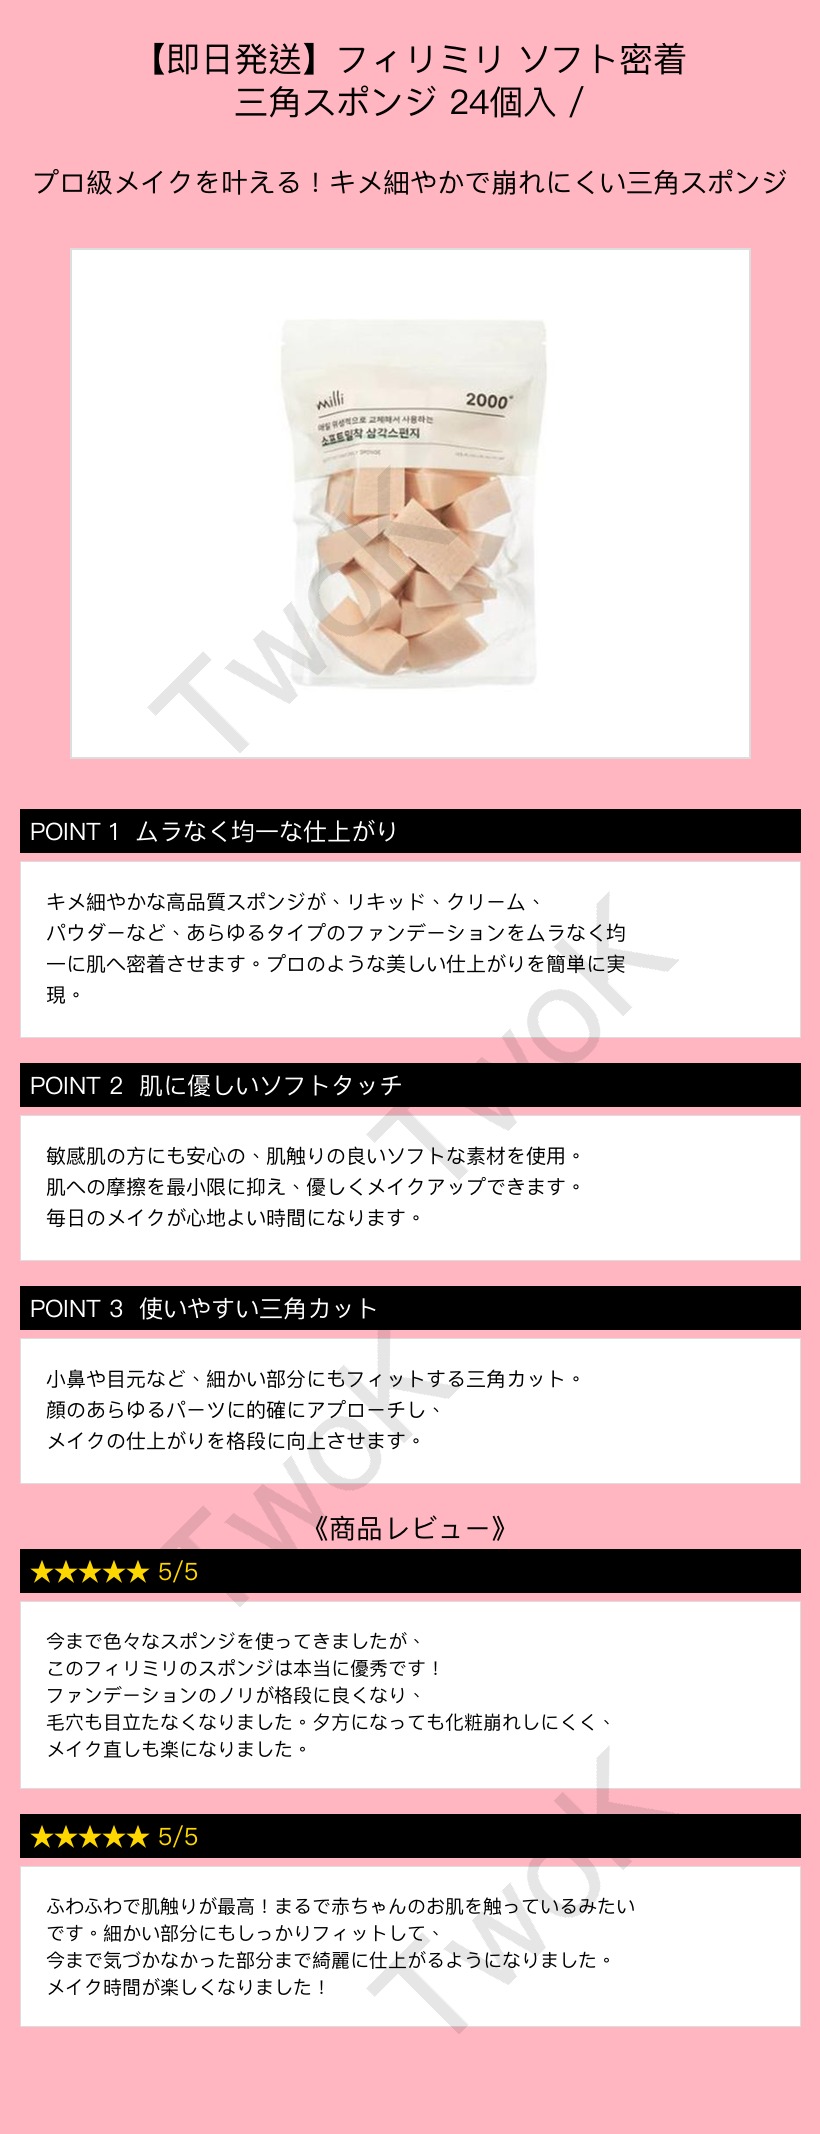 【即日発送】フィリミリ ソフト密着
三角スポンジ 24個入 /
プロ級メイクを叶える！キメ細やかで崩れにくい三角スポンジ
milli
2000
매일 위생적으로 교체해서 사용하는
소프트밀착 삼각스펀지
SPONGE
TwoK
POINT 1 ムラなく均一な仕上がり
キメ細やかな高品質スポンジが、リキッド、クリーム、
パウダーなど、あらゆるタイプのファンデーションをムラなく均
一に肌へ密着させます。プロのような美しい仕上がりを簡単に実
現。
TwoK
POINT 2 肌に優しいソフトタッチ
敏感肌の方にも安心の、肌触りの良いソフトな素材を使用。
肌への摩擦を最小限に抑え、優しくメイクアップできます。
毎日のメイクが心地よい時間になります。
POINT 3 使いやすい三角カット
小鼻や目元など、細かい部分にもフィットする三角カット。
顔のあらゆるパーツに的確にアプローチし、
メイクの仕上がりを格段に向上させます。
TwoK
《商品レビュー》
★★★★★ 5/5
今まで色々なスポンジを使ってきましたが、
このフィリミリのスポンジは本当に優秀です！
ファンデーションのノリが格段に良くなり、
毛穴も目立たなくなりました。夕方になっても化粧崩れしにくく、
メイク直しも楽になりました。
★★★★★ 5/5
ふわふわで肌触りが最高！まるで赤ちゃんのお肌を触っているみたい
です。細かい部分にもしっかりフィットして、
今まで気づかなかった部分まで綺麗に仕上がるようになりました。
メイク時間が楽しくなりました！
TwoK